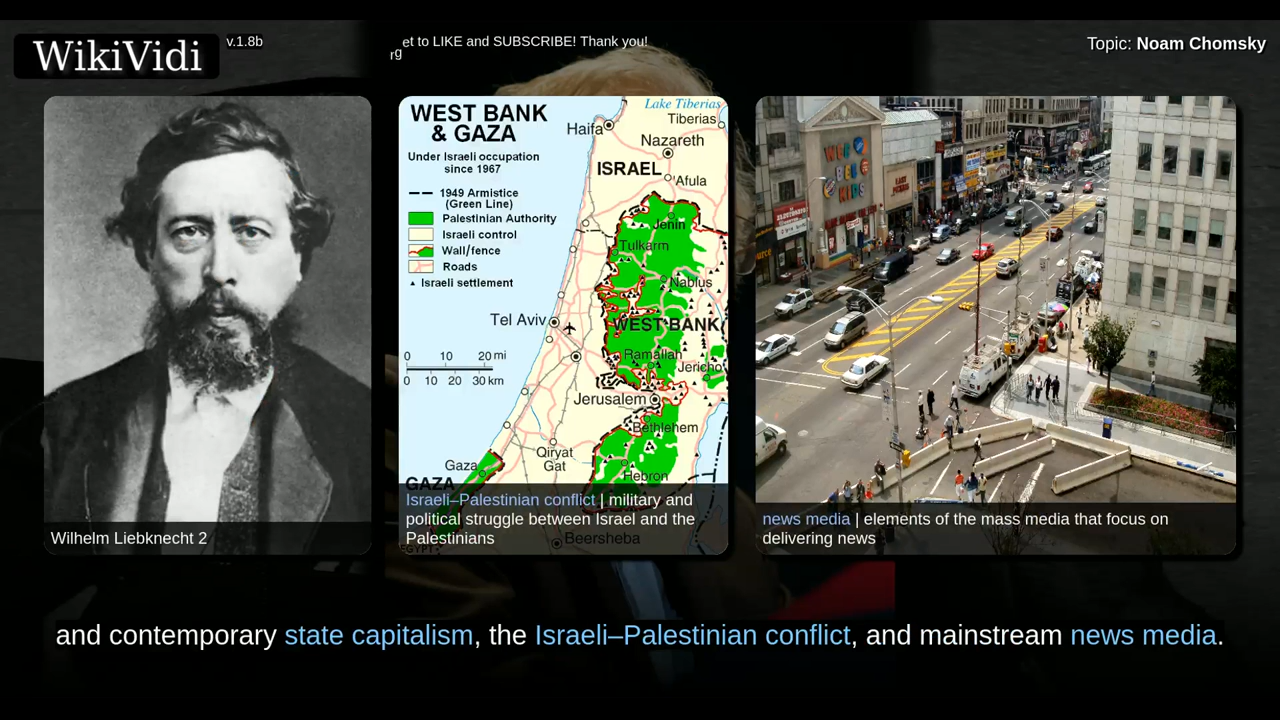 WikiVidi
v.1.8b
rg
et to LIKE and SUBSCRIBE! Thank you!
Topic: Noam Chomsky
Wilhelm Liebknecht 2
WEST BANK
& GAZA
Under Israeli occupation
since 1967
1949 Armistice
(Green Line)
Palestinian Authority
Israeli control
Wall/fence
Roads
Israeli settlement
Lake Tiberias
Tiberias
Haifa
Nazareth
ISRAEL
'Afula
Jenin
Tulkarm
Nablus
Tel Aviv
WEST BANK
0 10 20 mi
0 10 20 30 km
Ramallah
Jericho
Jerusalem
Bethlehem
Qiryat
Gat
Gaza
Hebron
GAZA
Beersheba
EGYPT
Israeli–Palestinian conflict | military and
political struggle between Israel and the
Palestinians
WEE
BEE
KIDS
news media | elements of the mass media that focus on
delivering news
and contemporary state capitalism, the Israeli–Palestinian conflict, and mainstream news media.